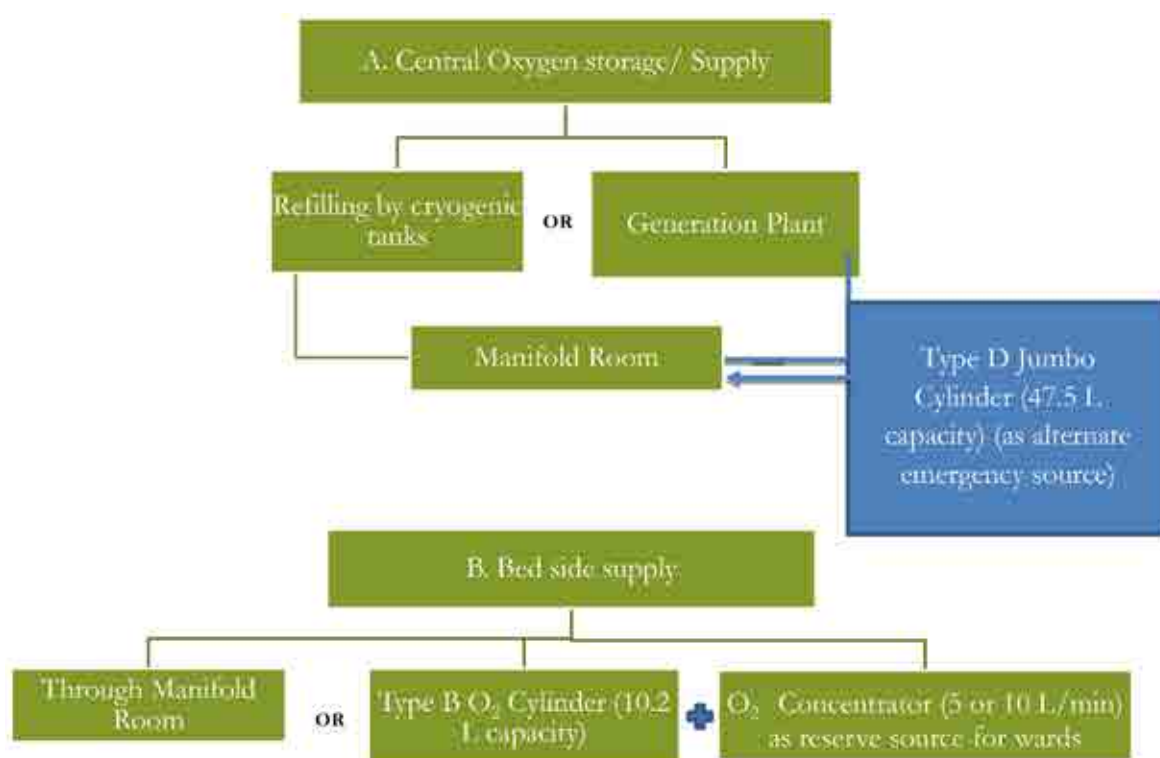 A. Central Oxygen storage/ Supply
Refilling by cryogenic
tanks
OR
Generation Plant
Manifold Room
Type D Jumbo
Cylinder (47.5 L
capacity) (as alternate
emergency source)
B. Bed side supply
Through Manifold
Room
OR
Type B O₂ Cylinder (10.2
L capacity)
O₂ Concentrator (5 or 10 L/min)
as reserve source for wards